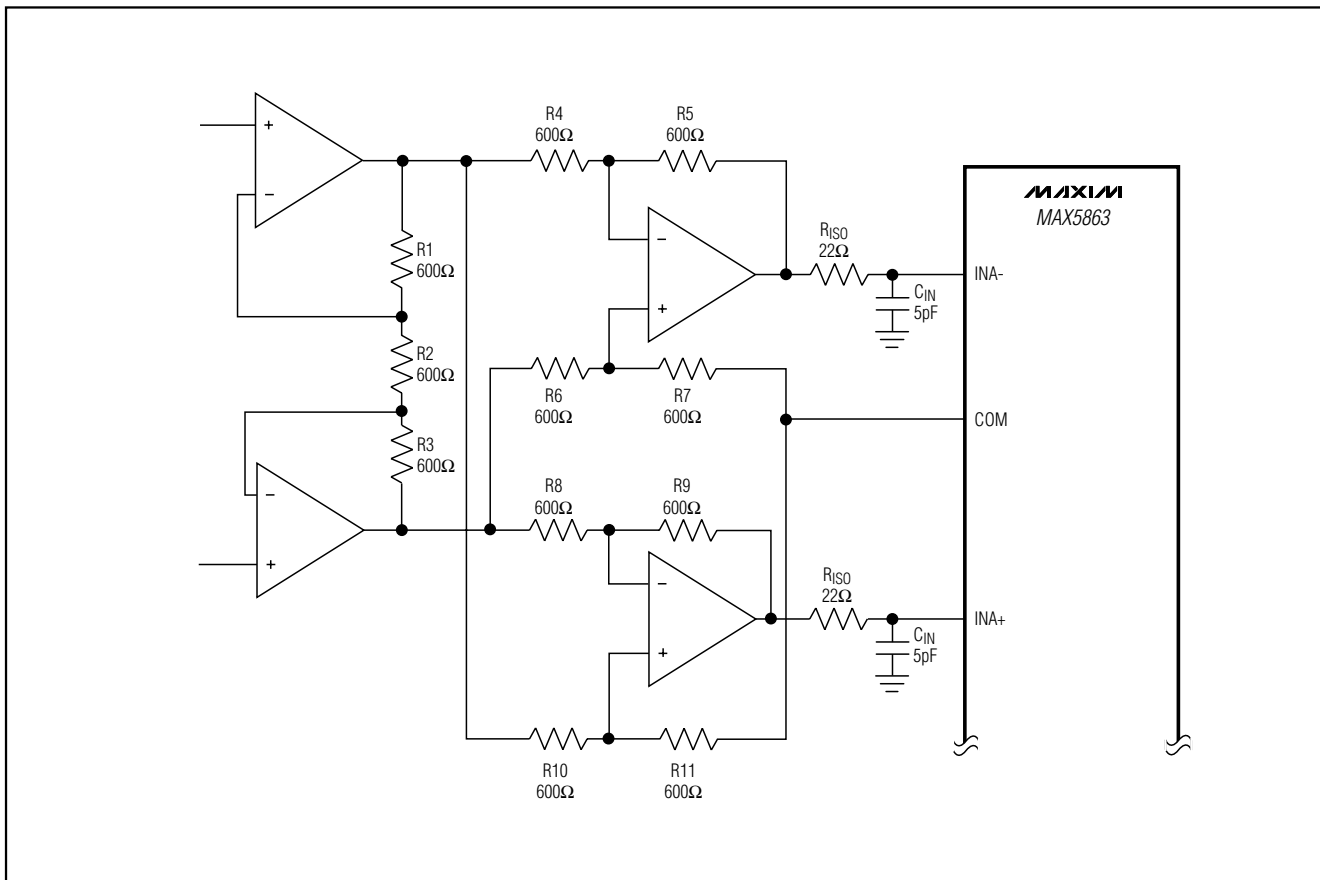 R4
600Ω
R5
600Ω
MAXIM
MAX5863
+
−
R1
600Ω
−
+
RISO
22Ω
INA-
CIN
5pF
R2
600Ω
R6
600Ω
R7
600Ω
COM
R3
600Ω
−
+
R8
600Ω
R9
600Ω
−
+
RISO
22Ω
INA+
CIN
5pF
R10
600Ω
R11
600Ω